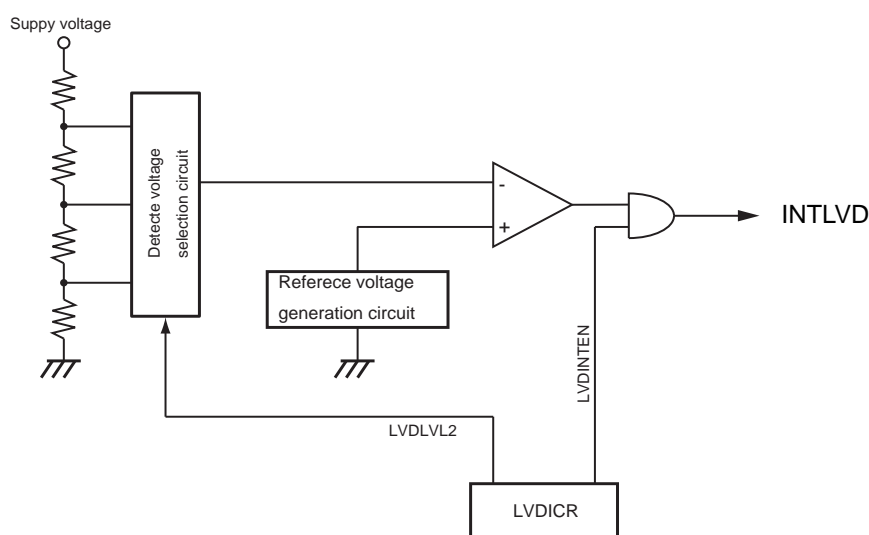 Suppy voltage
Detecte voltage
selection circuit
-
+
INTLVD
Referece voltage
generation circuit
LVDINTEN
LVDLVL2
LVDICR